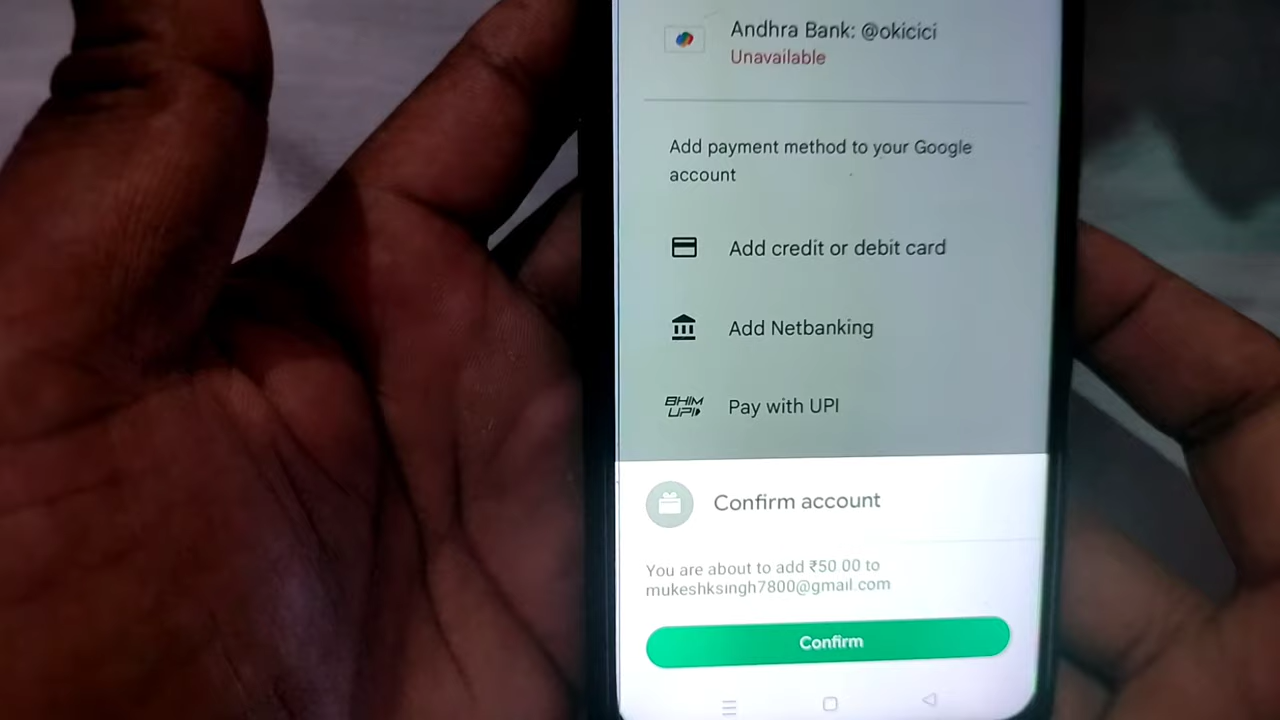 Andhra Bank: @okicici
Unavailable
Add payment method to your Google
account
Add credit or debit card
Add Netbanking
BHIM
UPI
Pay with UPI
Confirm account
You are about to add ₹50.00 to
mukeshksingh7800@gmail.com
Confirm